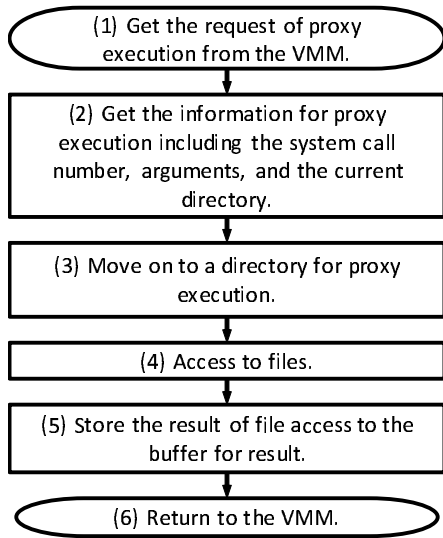 (1) Get the request of proxy
execution from the VMM.
(2) Get the information for proxy
execution including the system call
number, arguments, and the current
directory.
(3) Move on to a directory for proxy
execution.
(4) Access to files.
(5) Store the result of file access to the
buffer for result.
(6) Return to the VMM.